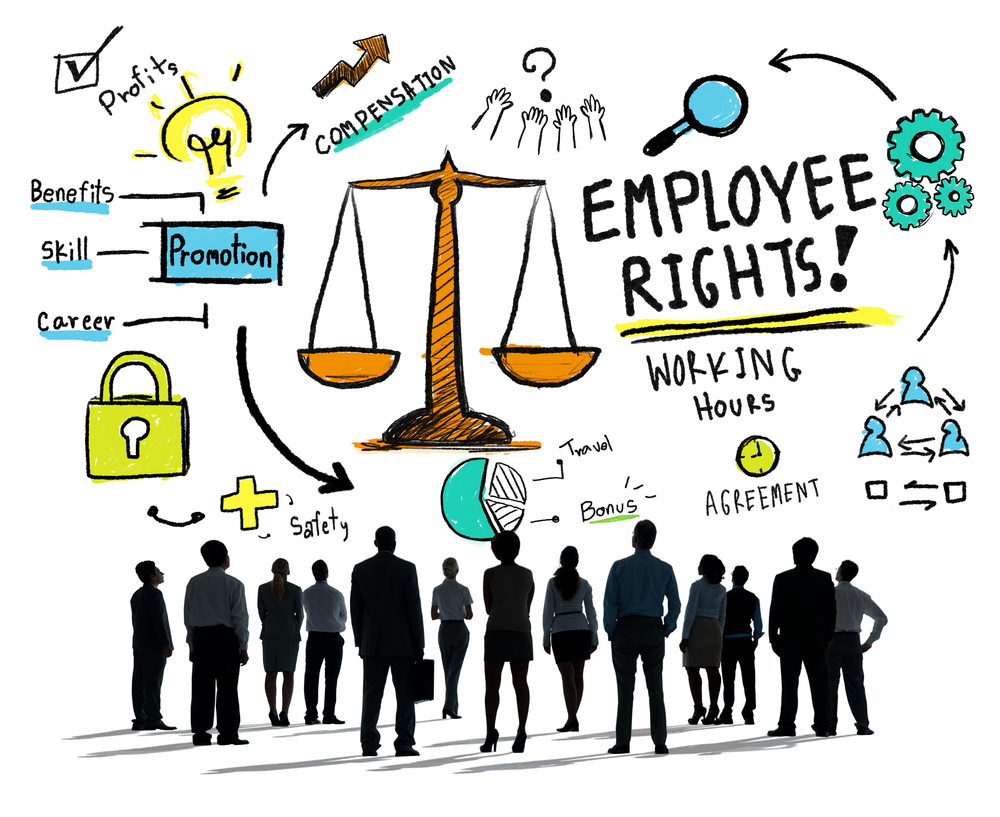 Profits
COMPENSATION
?
Benefits
Skill
Promotion
Career
EMPLOYEE
RIGHTS!
WORKING
HOURS
Travel
Bonus
AGREEMENT
Safety